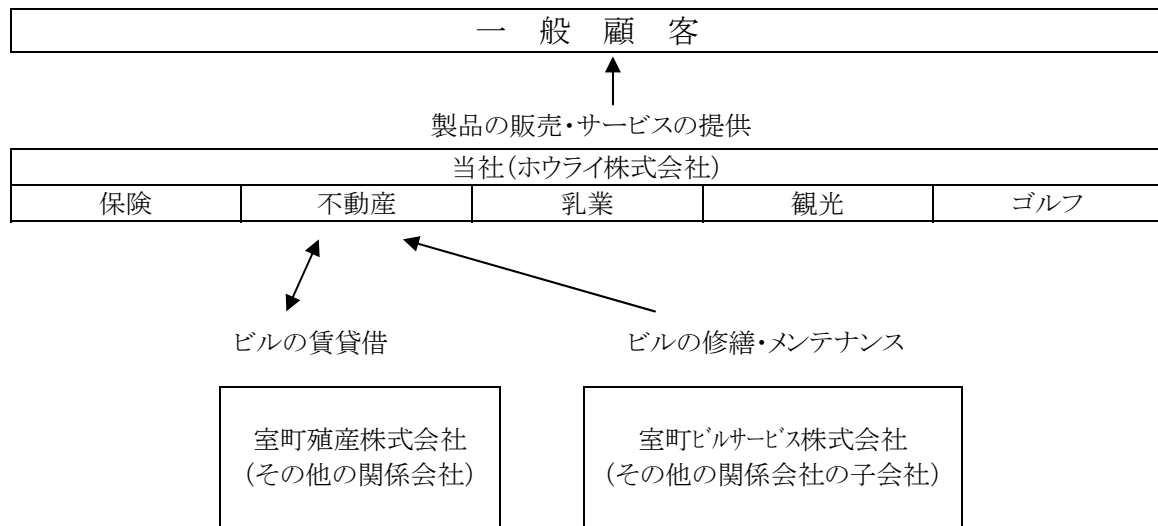 一般顧客
製品の販売・サービスの提供
当社(ホウライ株式会社)
保険 不動産 乳業 観光 ゴルフ
ビルの賃貸借 ビルの修繕・メンテナンス
室町殖産株式会社
(その他の関係会社)
室町ﾋﾞﾙｻｰﾋﾞｽ株式会社
(その他の関係会社の子会社)